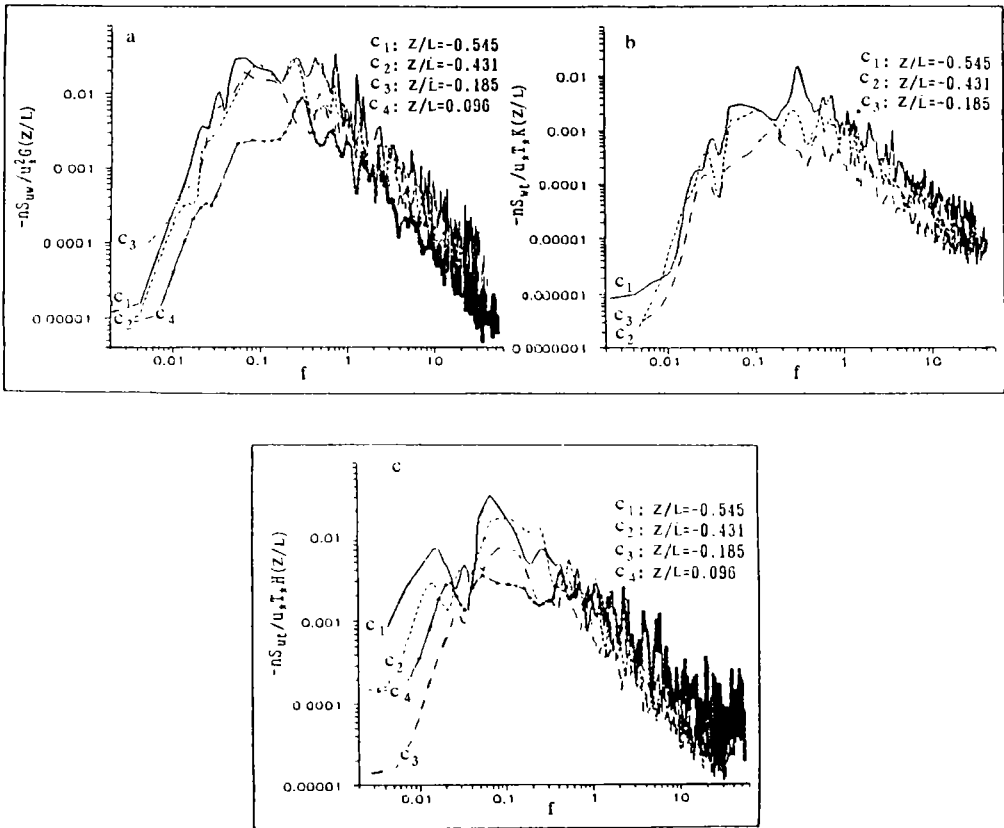 a
C1: Z/L=-0.545
C2: Z/L=-0.431
C3: Z/L=-0.185
C4: Z/L=0.096
-nSuv/u*²G(Z/L)
0.01
0.001
0.0001
0.00001
C3
C1
C2
C4
0.01
0.1
1
10
f
b
C1: Z/L=-0.545
C2: Z/L=-0.431
C3: Z/L=-0.185
0.01
0.001
0.0001
0.00001
0.000001
0.0000001
C1
C3
C2
0.01
0.1
1
10
f
c
C1: Z/L=-0.545
C2: Z/L=-0.431
C3: Z/L=-0.185
C4: Z/L=0.096
0.01
0.001
0.0001
0.00001
C1
C2
C4
C3
0.01
0.1
1
10
f